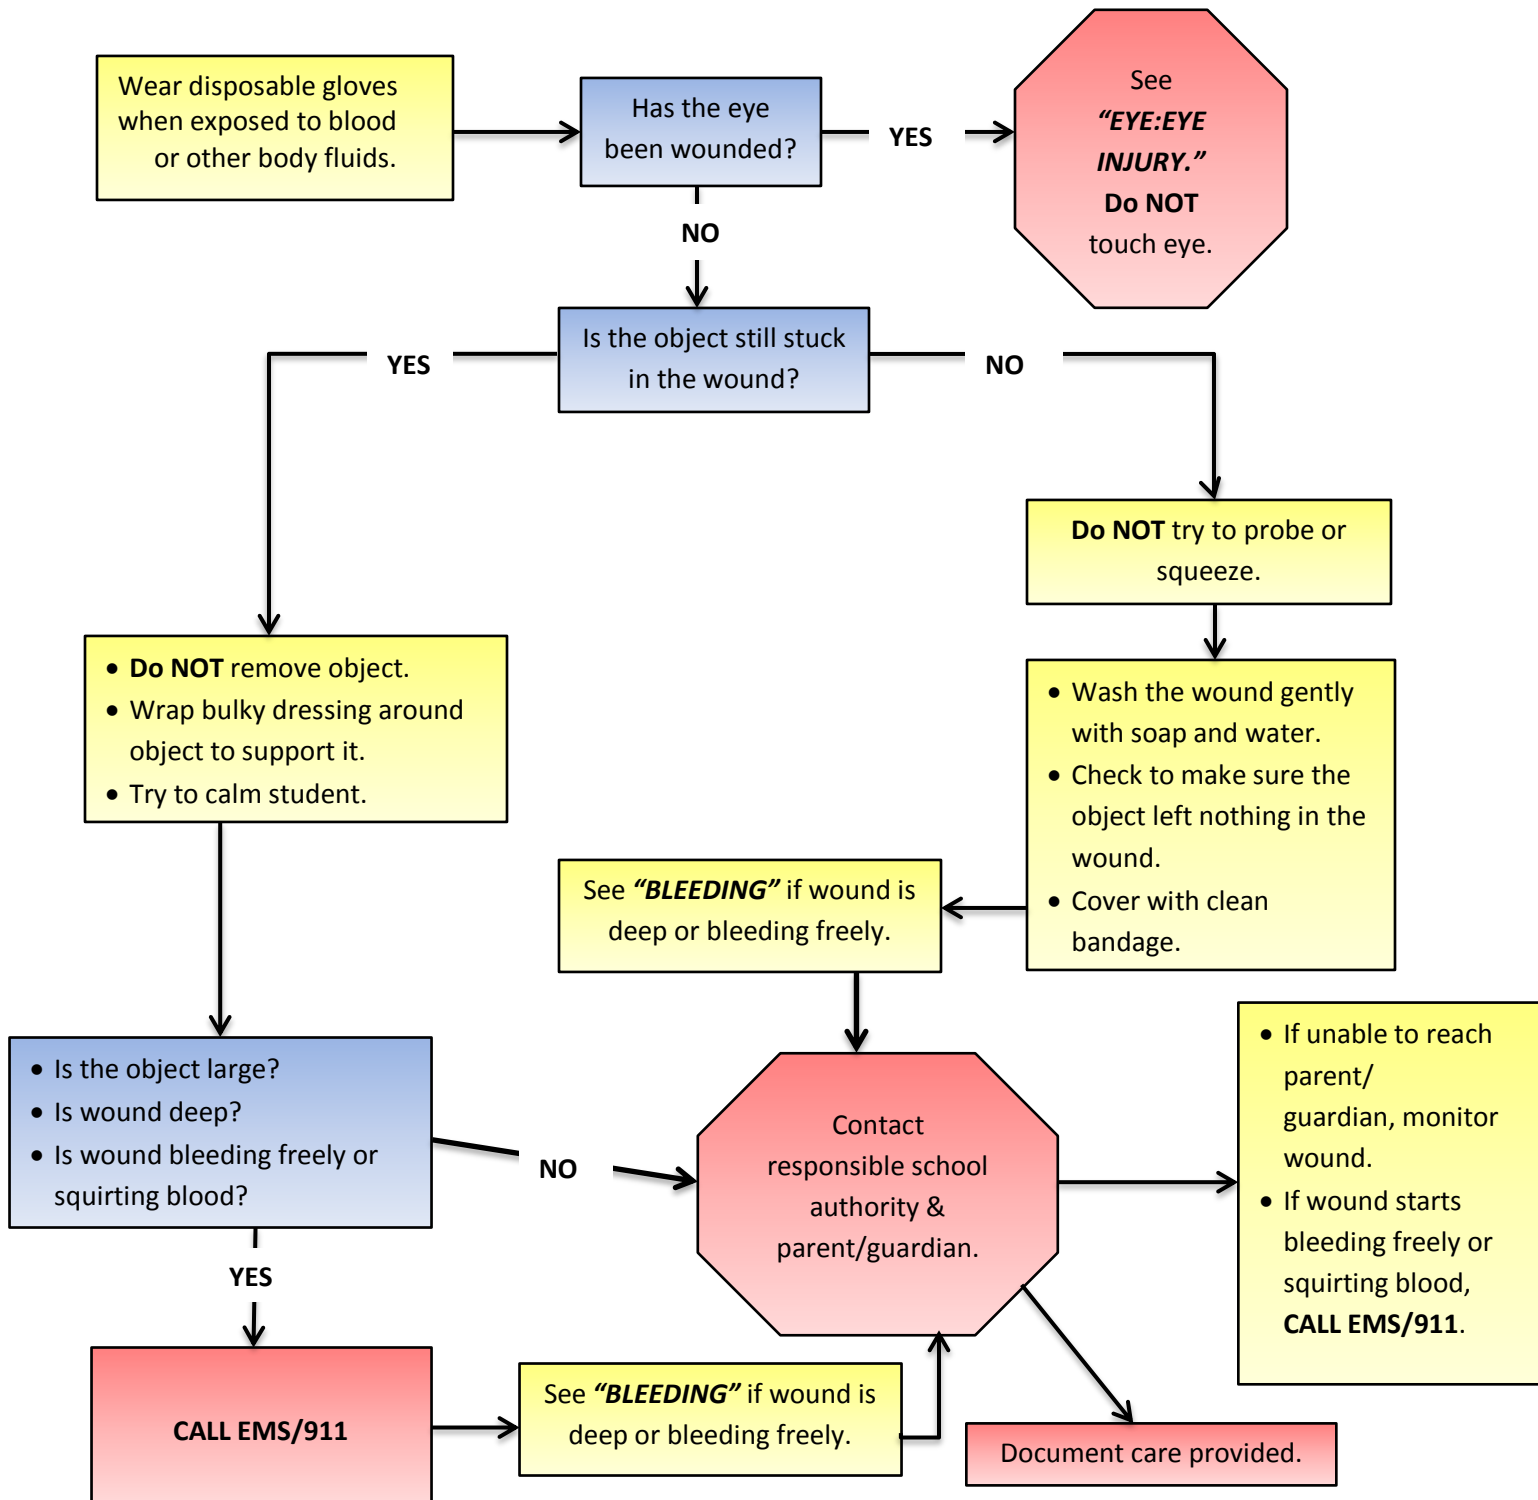 Wear disposable gloves
when exposed to blood
or other body fluids.
Has the eye
been wounded?
YES
See
“EYE:EYE
INJURY.”
Do NOT
touch eye.
NO
Is the object still stuck
in the wound?
YES
NO
Do NOT try to probe or
squeeze.
• Do NOT remove object.
• Wrap bulky dressing around
object to support it.
• Try to calm student.
• Wash the wound gently
with soap and water.
• Check to make sure the
object left nothing in the
wound.
• Cover with clean
bandage.
See “BLEEDING” if wound is
deep or bleeding freely.
• Is the object large?
• Is wound deep?
• Is wound bleeding freely or
squirting blood?
NO
YES
Contact
responsible school
authority &
parent/guardian.
• If unable to reach
parent/
guardian, monitor
wound.
• If wound starts
bleeding freely or
squirting blood,
CALL EMS/911.
CALL EMS/911
See “BLEEDING” if wound is
deep or bleeding freely.
Document care provided.